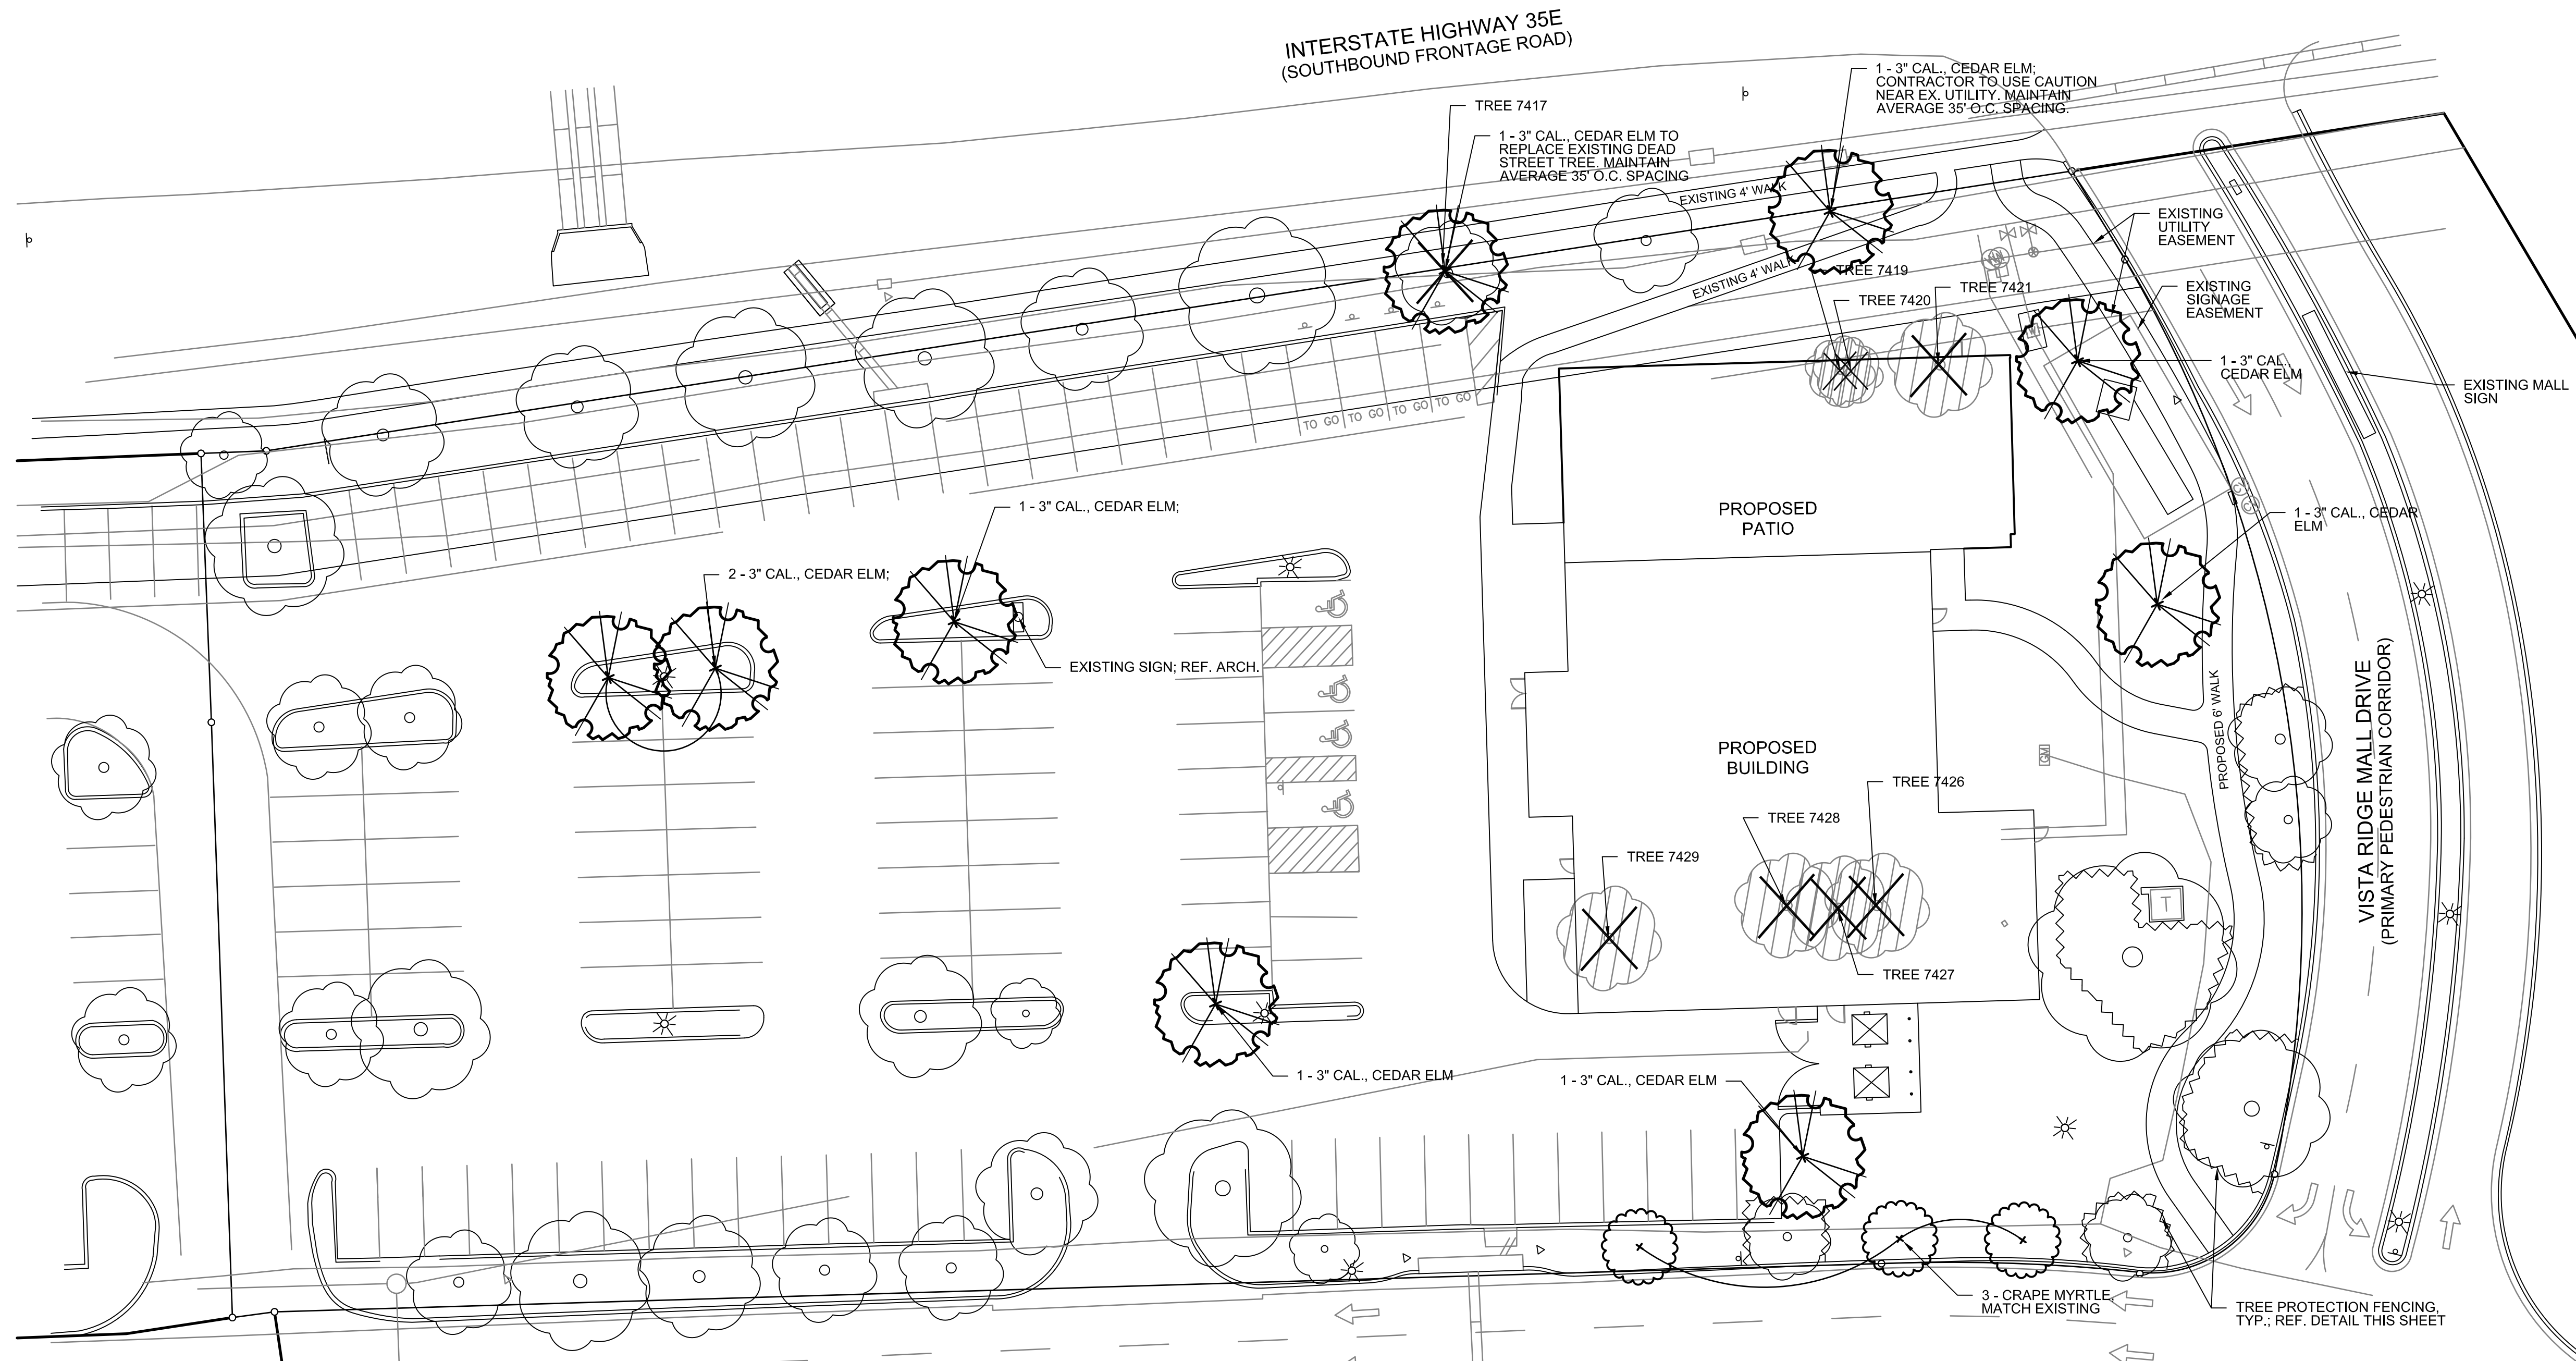 INTERSTATE HIGHWAY 35E
(SOUTHBOUND FRONTAGE ROAD)
TREE 7417
1 - 3" CAL., CEDAR ELM TO
REPLACE EXISTING DEAD
STREET TREE. MAINTAIN
AVERAGE 35' O.C. SPACING
1 - 3" CAL., CEDAR ELM;
CONTRACTOR TO USE CAUTION
NEAR EX. UTILITY. MAINTAIN
AVERAGE 35' O.C. SPACING.
EXISTING 4' WALK
EXISTING 4' WALK
TREE 7419
TREE 7420
TREE 7421
EXISTING
UTILITY
EASEMENT
EXISTING
SIGNAGE
EASEMENT
1 - 3" CAL.,
CEDAR ELM
EXISTING MALL
SIGN
TO GO
TO GO
TO GO
TO GO
1 - 3" CAL., CEDAR ELM;
2 - 3" CAL., CEDAR ELM;
EXISTING SIGN; REF. ARCH.
PROPOSED
PATIO
1 - 3" CAL., CEDAR
ELM
PROPOSED 6' WALK
VISTA RIDGE MALL DRIVE
(PRIMARY PEDESTRIAN CORRIDOR)
PROPOSED
BUILDING
GM
TREE 7426
TREE 7428
TREE 7429
TREE 7427
T
1 - 3" CAL., CEDAR ELM
1 - 3" CAL., CEDAR ELM
3 - CRAPE MYRTLE,
MATCH EXISTING
TREE PROTECTION FENCING,
TYP.; REF. DETAIL THIS SHEET